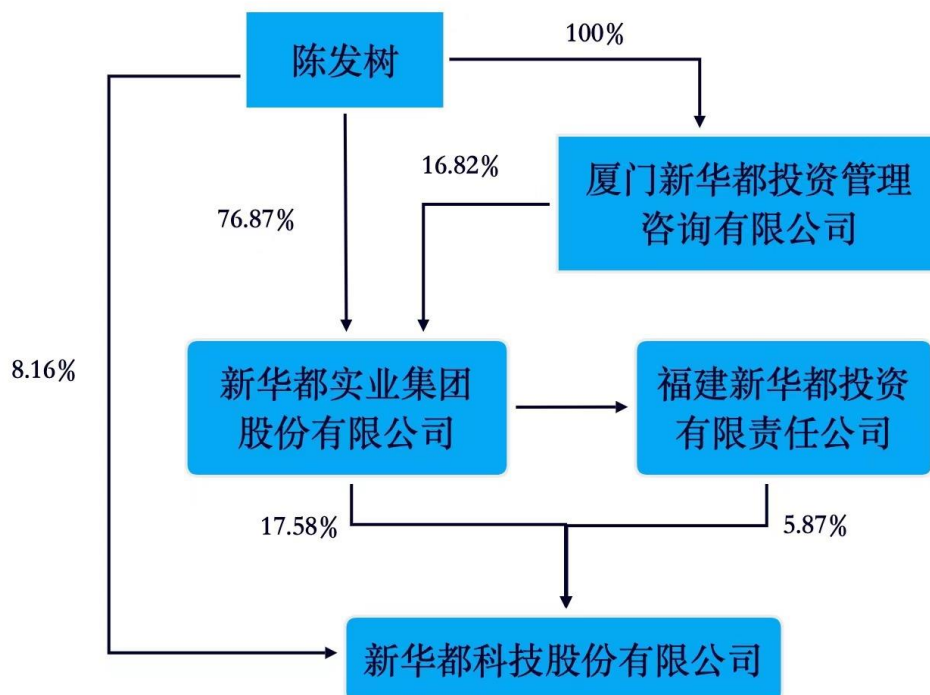 陈发树
100%
厦门新华都投资管理
咨询有限公司
16.82%
76.87%
8.16%
新华都实业集团
股份有限公司
福建新华都投资
有限责任公司
17.58%
5.87%
新华都科技股份有限公司